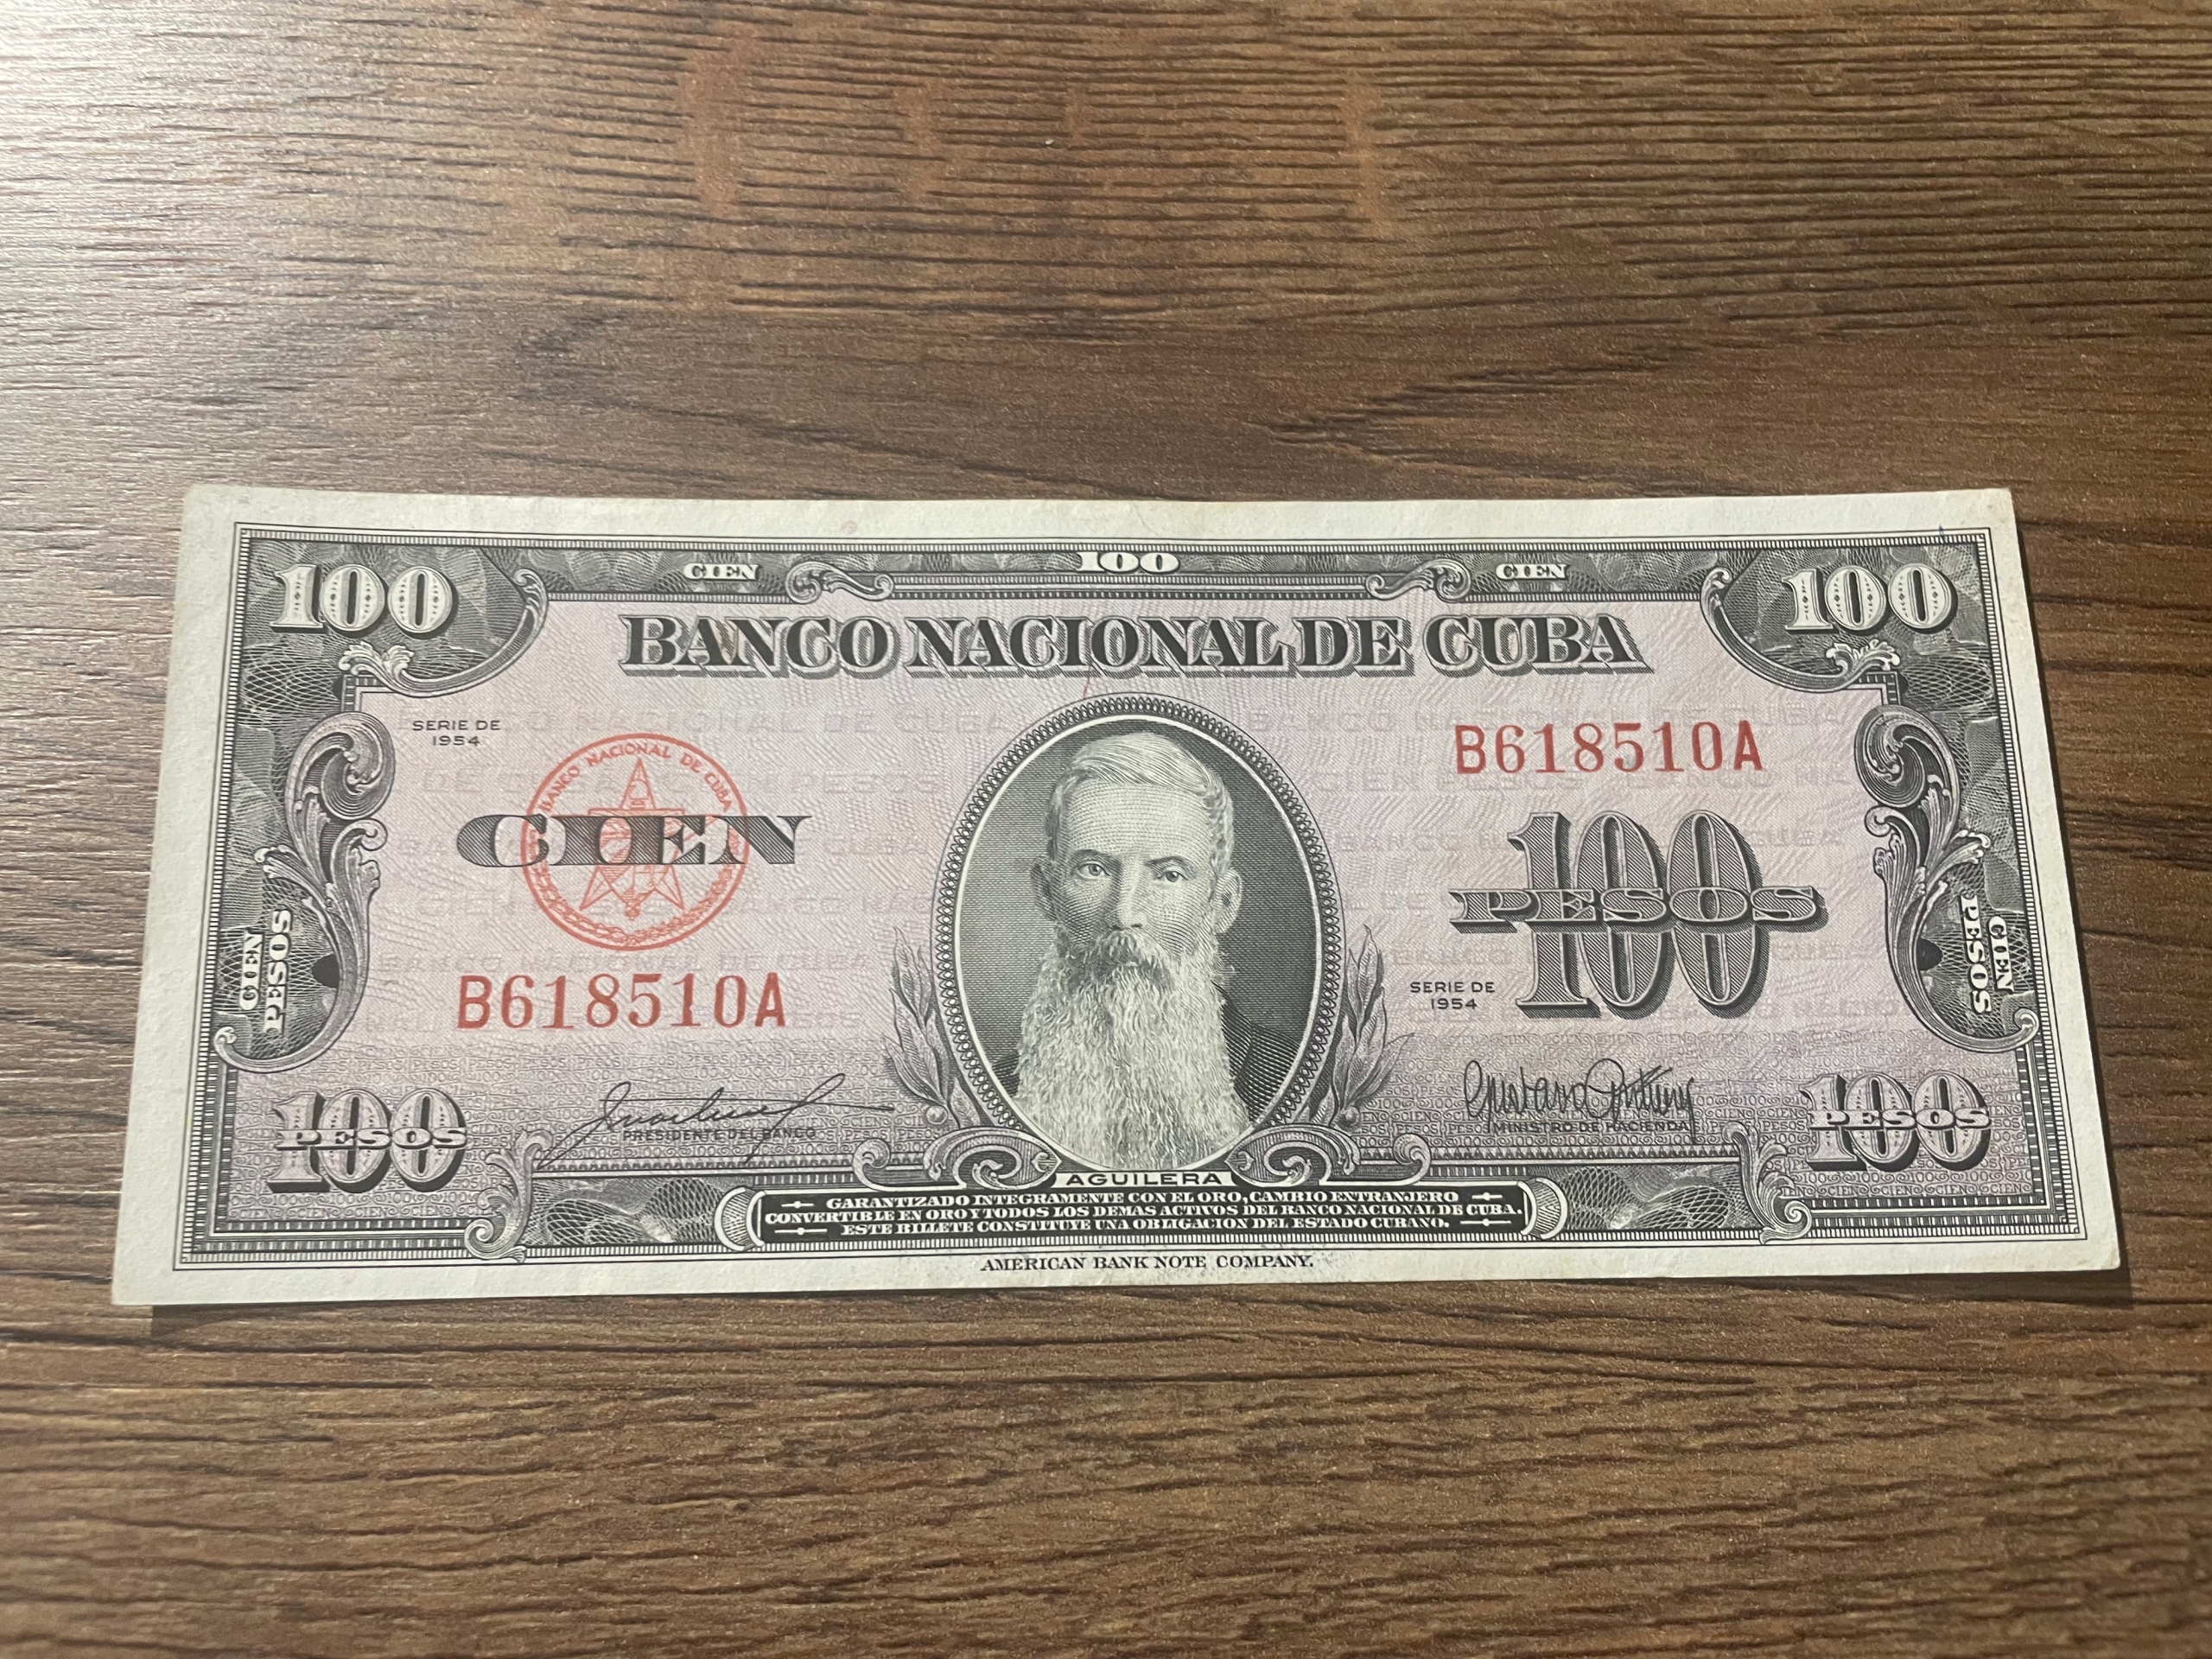 100 CIEN 100 CIEN 100
BANCO NACIONAL DE CUBA
SERIE DE
1954
BANCO NACIONAL DE CUBA
B618510A
CIEN
100
PESOS
B618510A
SERIE DE
1954
CIEN
PESOS
CIEN
PESOS
100
PESOS
PRESIDENTE DEL BANCO
MINISTRO DE HACIENDA
100
PESOS
AGUILERA
GARANTIZADO INTEGRAMENTE CON EL ORO, CAMBIO EXTRANJERO
CONVERTIBLE EN ORO Y TODOS LOS DEMAS ACTIVOS DEL BANCO NACIONAL DE CUBA.
ESTE BILLETE CONSTITUYE UNA OBLIGACION DEL ESTADO CUBANO.
AMERICAN BANK NOTE COMPANY.